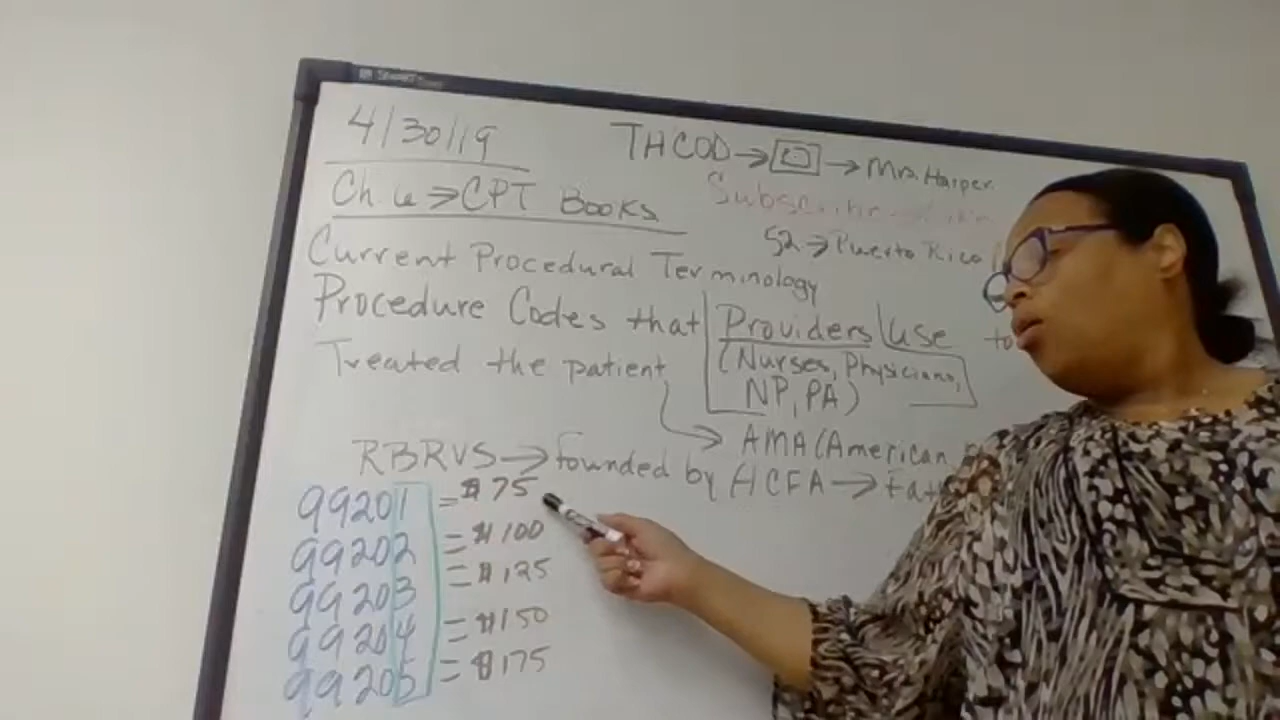 4/30/19
THCOD → → Mrs. Harper
Ch. 6 → CPT Books
Subscribe
52 → Puerto Rico
Current Procedural Terminology
Procedure Codes that Providers use to
(Nurses, Physicians,
NP, PA)
Treated the patient
AMA (American
RBRVS → founded by HCFA →
99201 = $75
99202 = $100
99203 = $125
99204 = $150
99205 = $175